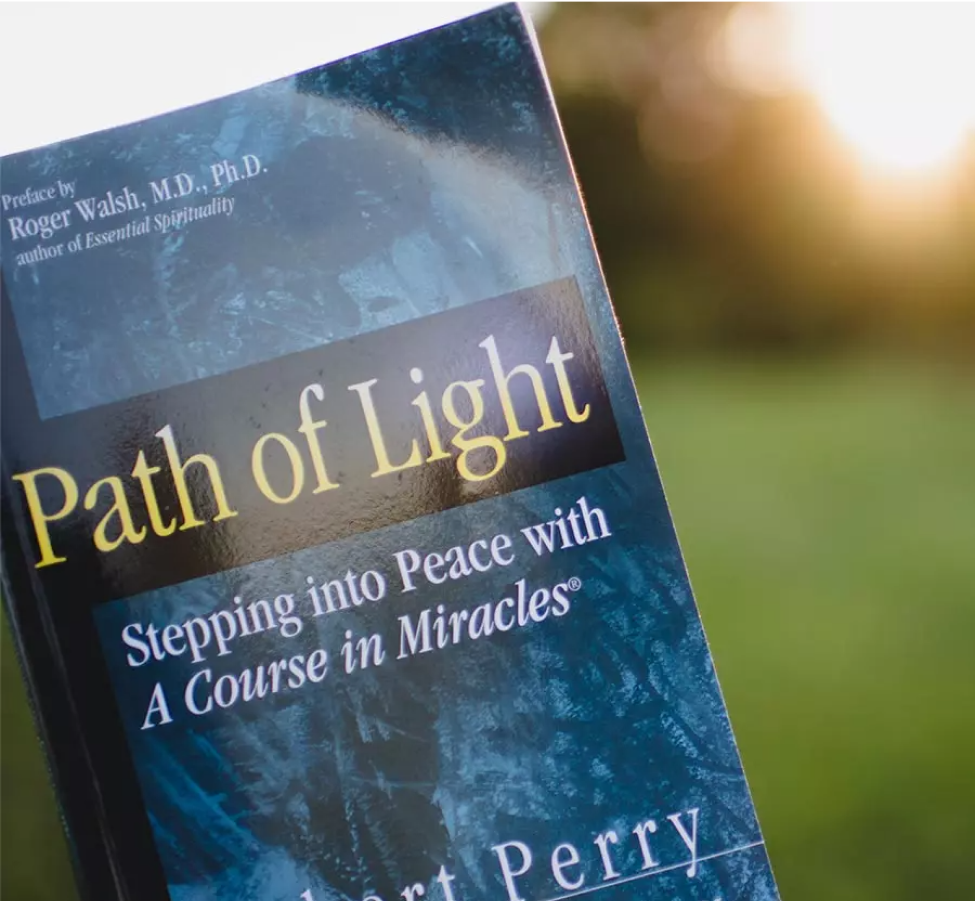 Preface by
Roger Walsh, M.D., Ph.D.
author of Essential Spirituality
Path of Light
Stepping into Peace with
A Course in Miracles®
Perry